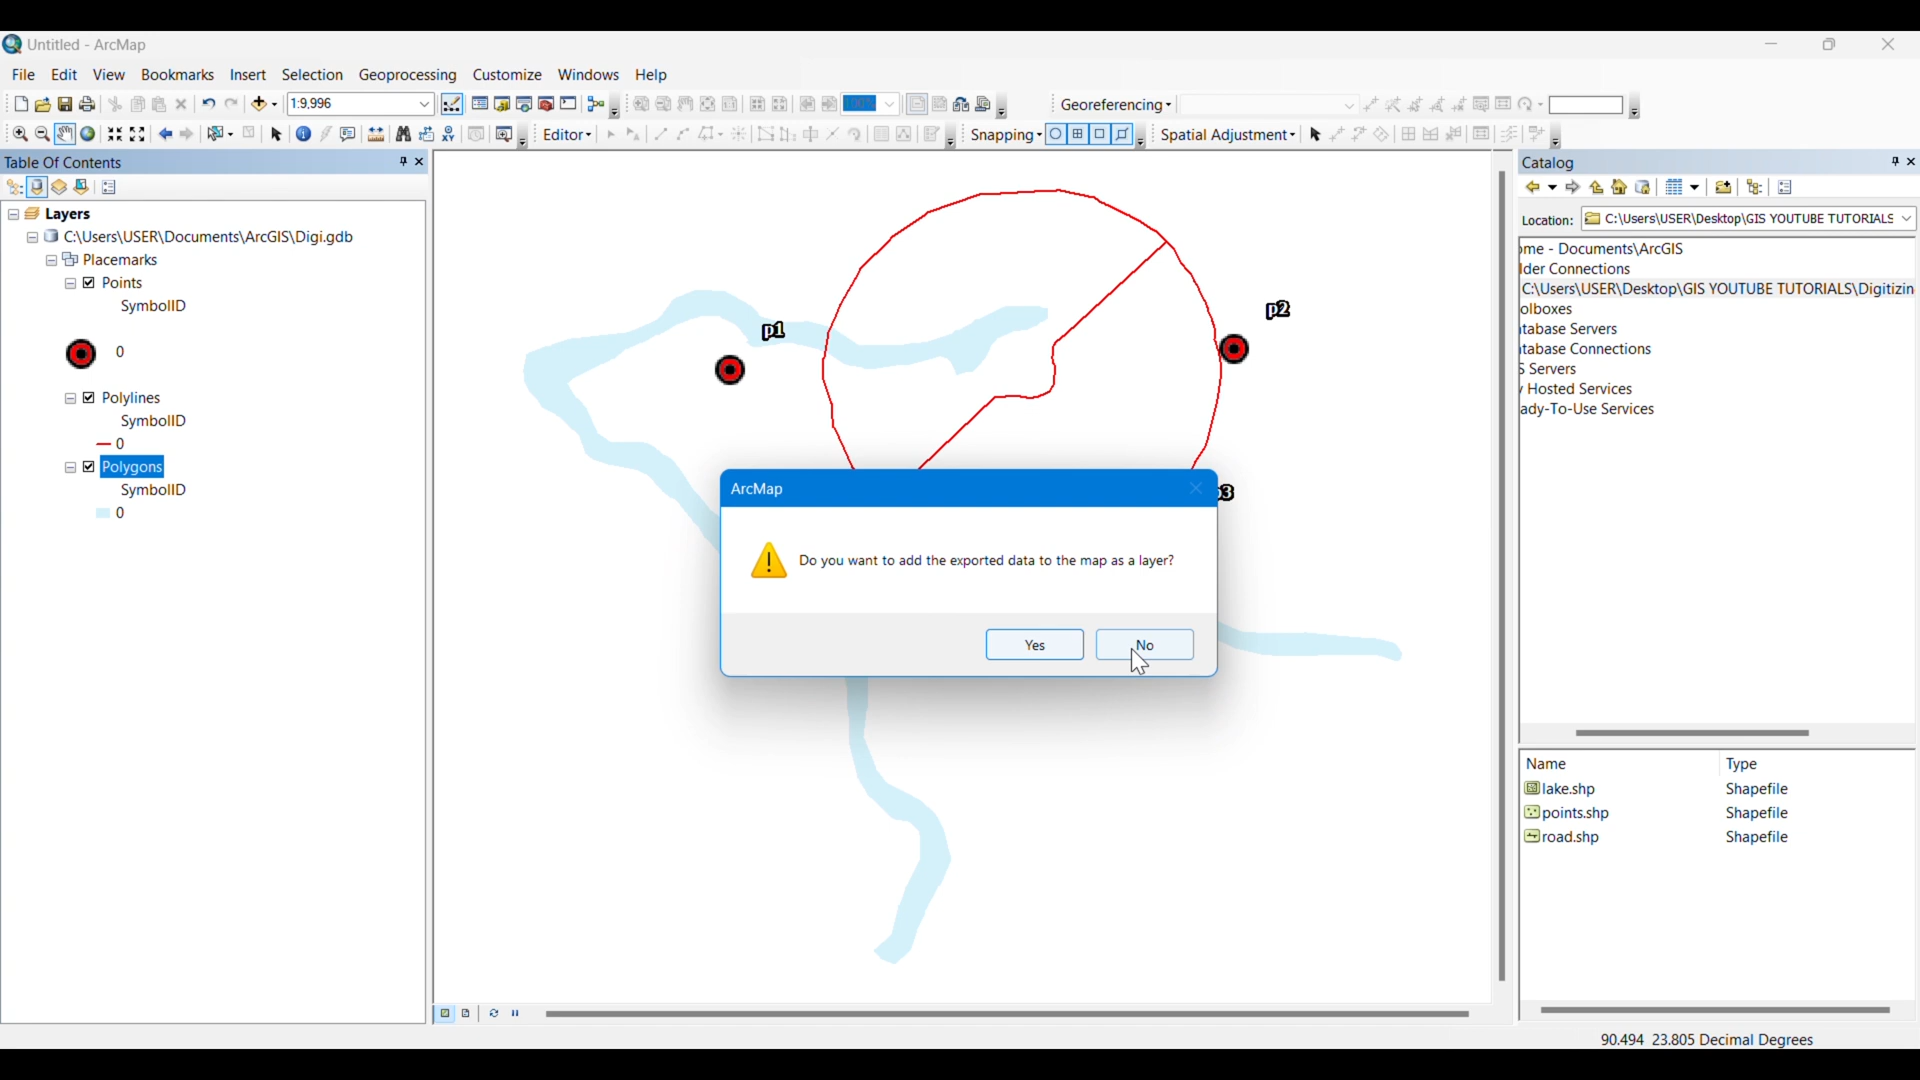 Untitled - ArcMap
File Edit View Bookmarks Insert Selection Geoprocessing Customize Windows Help
1:9,996
100%
Georeferencing
Editor
Snapping
Spatial Adjustment
Table Of Contents
Layers
C:\Users\USER\Documents\ArcGIS\Digi.gdb
Placemarks
Points
SymbolID
0
Polylines
SymbolID
0
Polygons
SymbolID
0
p1
p2
p3
ArcMap
Do you want to add the exported data to the map as a layer?
Yes No
Catalog
Location: C:\Users\USER\Desktop\GIS YOUTUBE TUTORIALS
ome - Documents\ArcGIS
lder Connections
C:\Users\USER\Desktop\GIS YOUTUBE TUTORIALS\Digitizin
olboxes
atabase Servers
atabase Connections
S Servers
y Hosted Services
ady-To-Use Services
Name Type
lake.shp Shapefile
points.shp Shapefile
road.shp Shapefile
90.494 23.805 Decimal Degrees